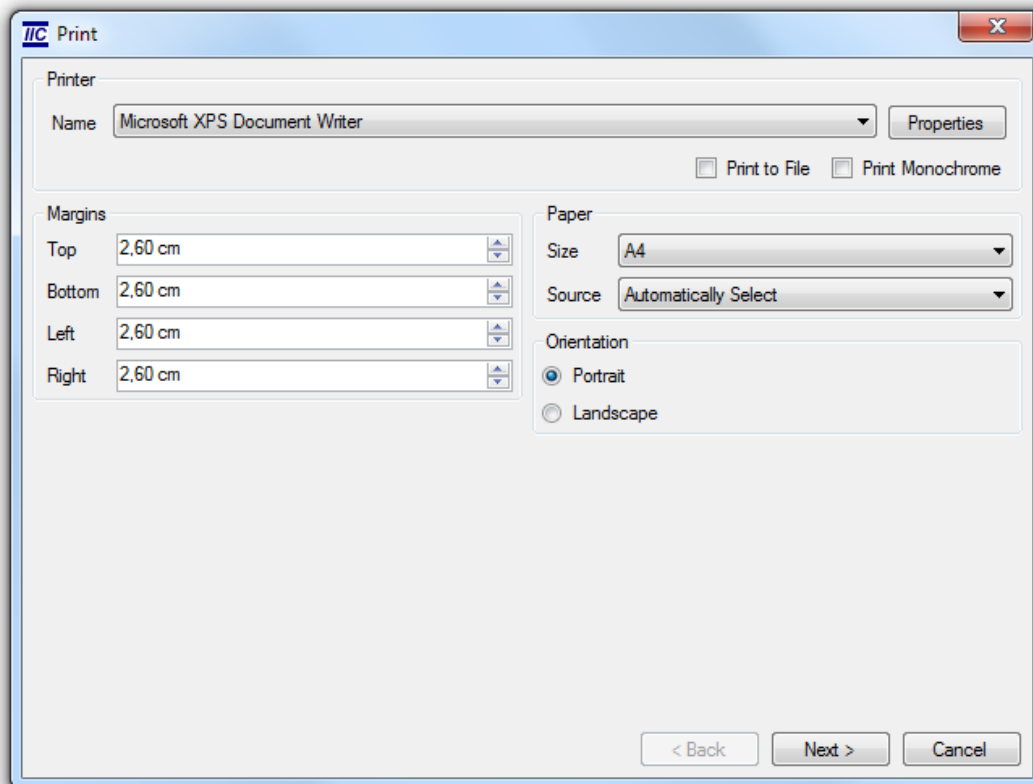 IIC Print
Printer
Name Microsoft XPS Document Writer Properties
Print to File Print Monochrome
Margins
Top 2,60 cm
Bottom 2,60 cm
Left 2,60 cm
Right 2,60 cm
Paper
Size A4
Source Automatically Select
Orientation
Portrait
Landscape
< Back Next > Cancel